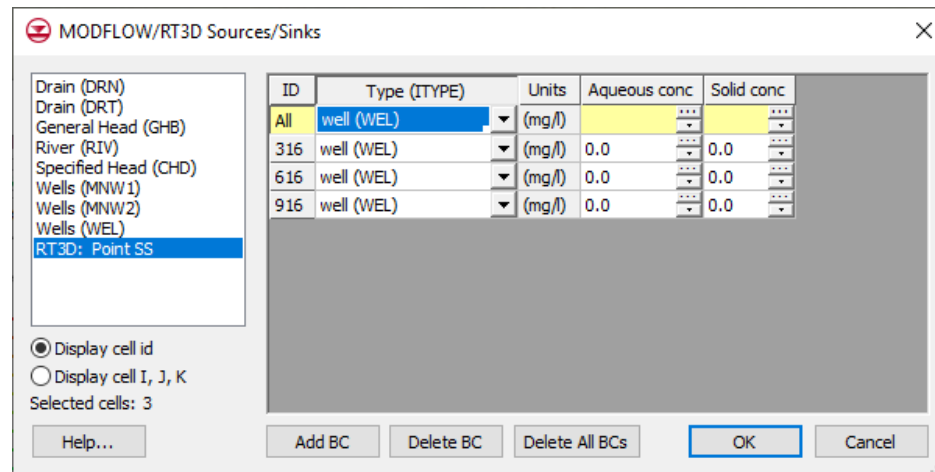 MODFLOW/RT3D Sources/Sinks
Drain (DRN)
Drain (DRT)
General Head (GHB)
River (RIV)
Specified Head (CHD)
Wells (MNW1)
Wells (MNW2)
Wells (WEL)
RT3D: Point SS
Display cell id
Display cell I, J, K
Selected cells: 3
ID Type (ITYPE) Units Aqueous conc Solid conc
All well (WEL) (mg/l)
316 well (WEL) (mg/l) 0.0 0.0
616 well (WEL) (mg/l) 0.0 0.0
916 well (WEL) (mg/l) 0.0 0.0
Help... Add BC Delete BC Delete All BCs OK Cancel